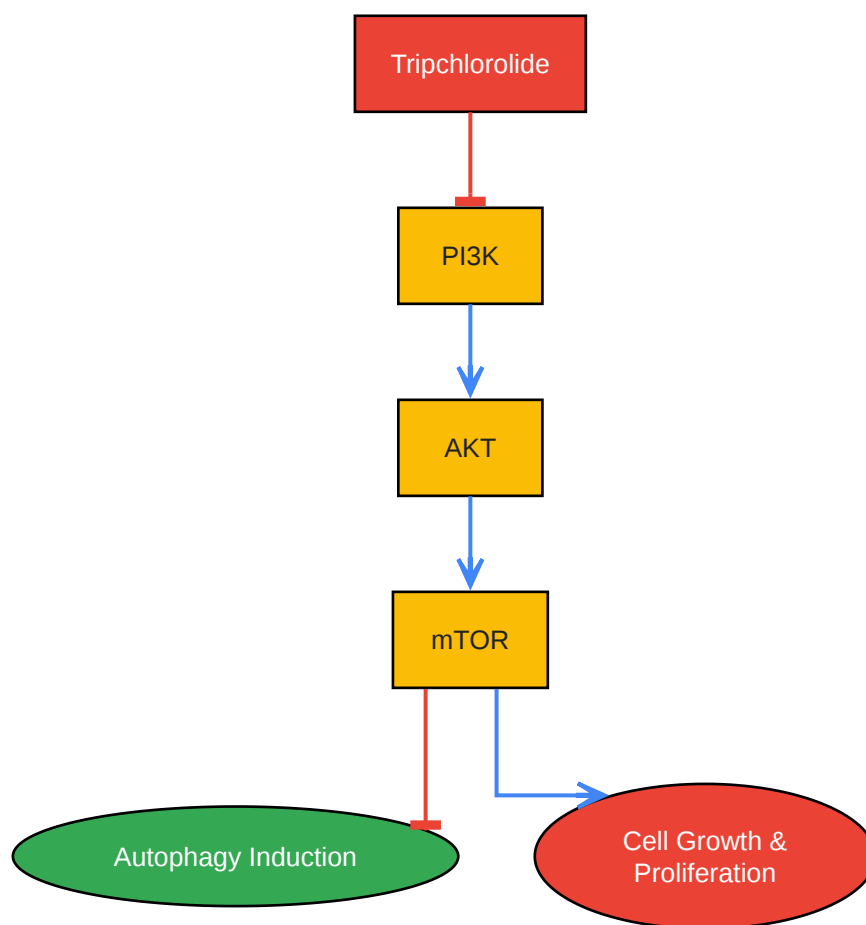 Tripchlorolide
PI3K
AKT
mTOR
Autophagy Induction
Cell Growth &
Proliferation